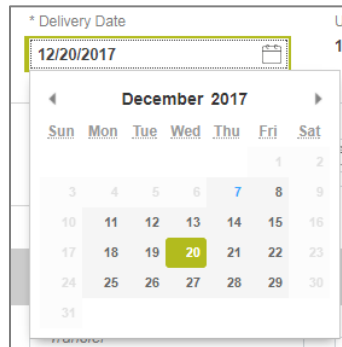 * Delivery Date
12/20/2017
December 2017
Sun Mon Tue Wed Thu Fri Sat
1 2
3 4 5 6 7 8 9
10 11 12 13 14 15 16
17 18 19 20 21 22 23
24 25 26 27 28 29 30
31